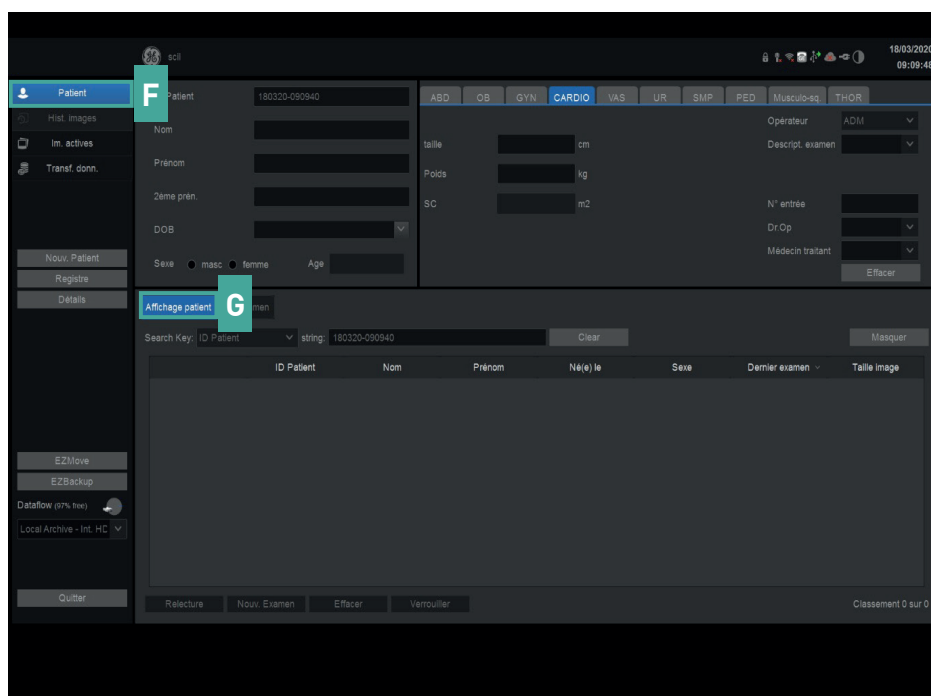 scil
18/03/2020
09:09:48
Patient
Hist. images
Im. actives
Transf. donn.
Nouv. Patient
Registre
Détails
EZMove
EZBackup
Dataflow (97% free)
Local Archive - Int. HD
Quitter
F
Patient 180320-090940
Nom
Prénom
2ème prén.
DOB
Sexe masc femme Age
ABD OB GYN CARDIO VAS UR SMP PED Musculo-sq. THOR
taille cm
Poids kg
SC m2
Opérateur ADM
Descript. examen
N° entrée
Dr.Op
Médecin traitant
Effacer
Affichage patient G men
Search Key: ID Patient string: 180320-090940 Clear Masquer
ID Patient Nom Prénom Né(e) le Sexe Dernier examen Taille image
Relecture Nouv. Examen Effacer Verrouiller Classement 0 sur 0